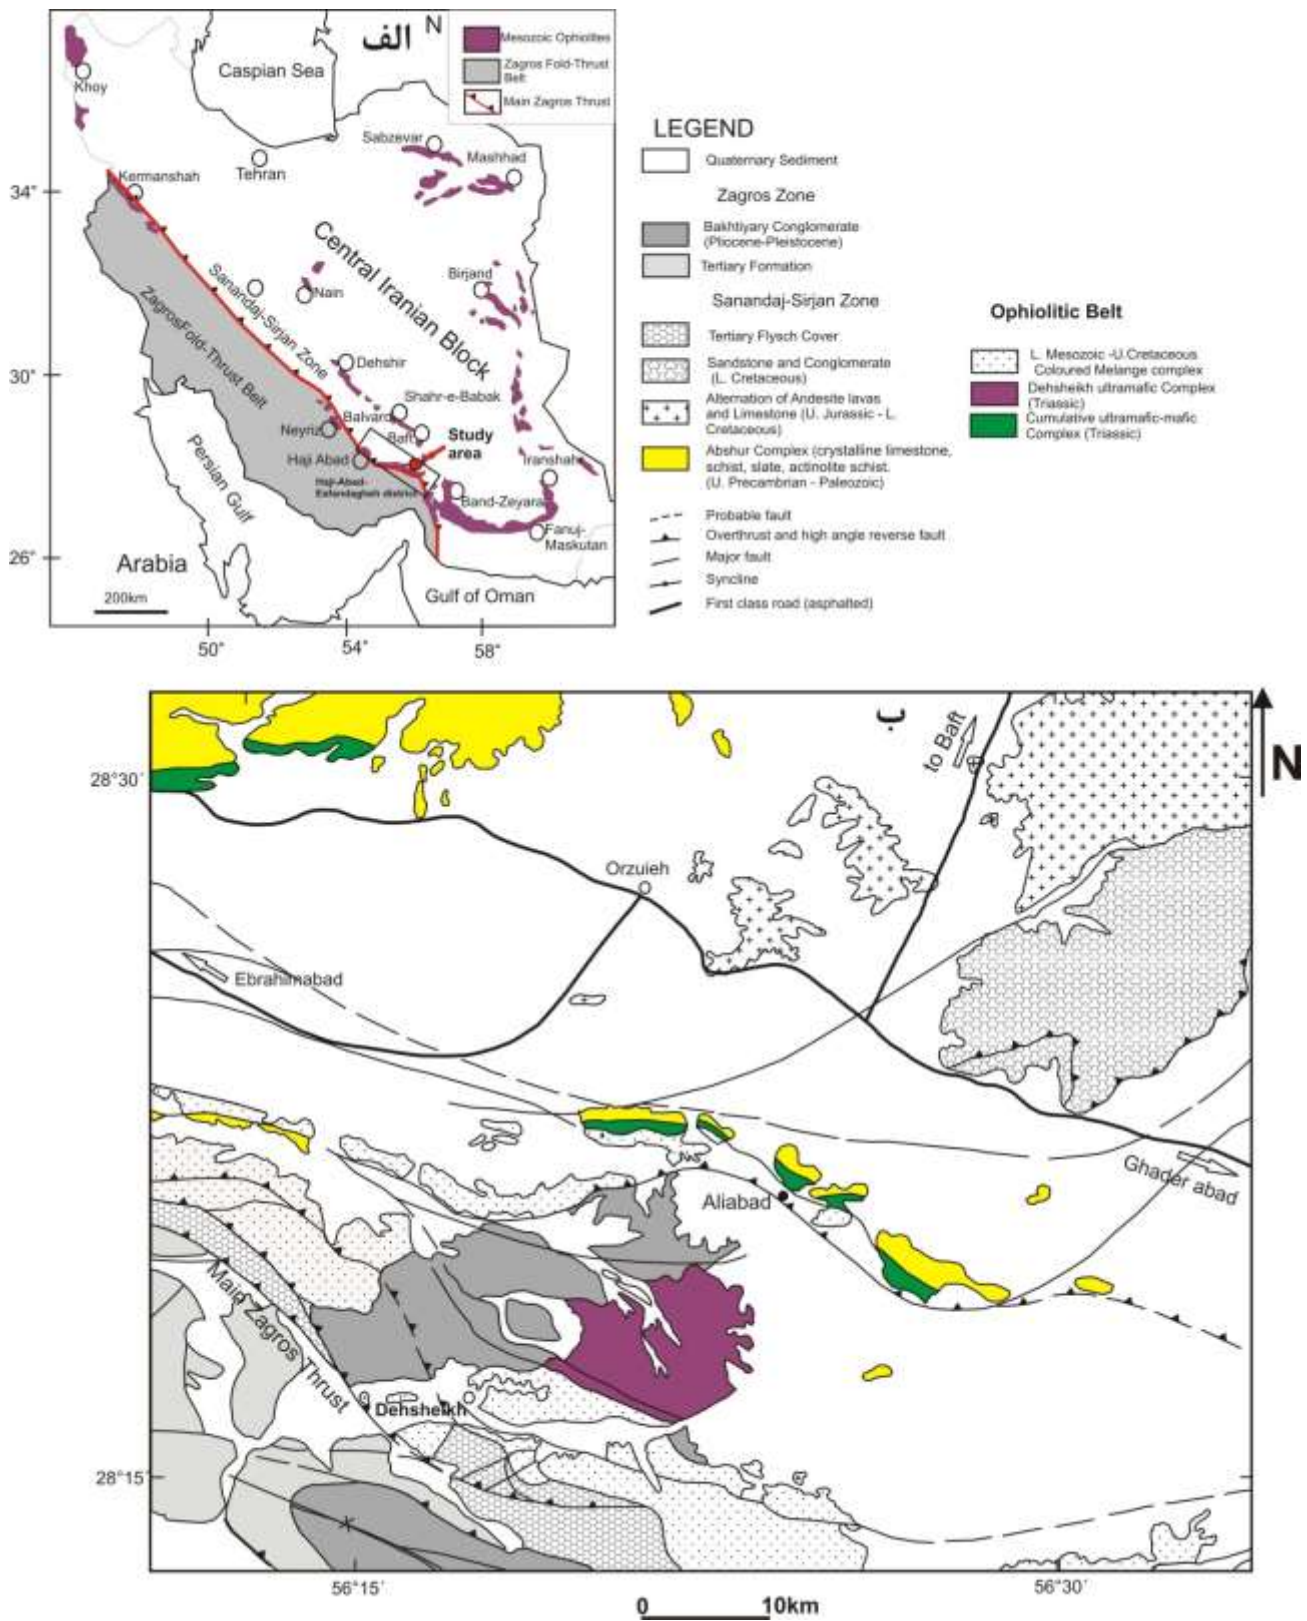 الف
N
Mesozoic Ophiolites
Zagros Fold-Thrust
Belt
Main Zagros Thrust
Caspian Sea
Khoy
Sabzevar
Mashhad
Tehran
Kermanshah
34°
Central Iranian Block
Birjand
Sanandaj-Sirjan Zone
Nain
ZagrosFold-Thrust Belt
Dehshir
30°
Shahr-e-Babak
Balvard
Baft
Neyriz
Study
area
Haji Abad
Iranshahr
Haji-Abad-
Esfandagheh district
Band-Zeyarat
Persian Gulf
Fanuj-
Maskutan
26°
Arabia
200km
Gulf of Oman
50°
54°
58°
LEGEND
Quaternary Sediment
Zagros Zone
Bakhtiyary Conglomerate
(Pliocene-Pleistocene)
Tertiary Formation
Sanandaj-Sirjan Zone
Tertiary Flysch Cover
Sandstone and Conglomerate
(L. Cretaceous)
Alternation of Andesite lavas
and Limestone (U. Jurassic - L.
Cretaceous)
Abshur Complex (crystalline limestone,
schist, slate, actinolite schist.
(U. Precambrian - Paleozoic)
Probable fault
Overthrust and high angle reverse fault
Major fault
Syncline
First class road (asphalted)
Ophiolitic Belt
L. Mesozoic -U.Cretaceous
Coloured Melange complex
Dehsheikh ultramafic Complex
(Triassic)
Cumulative ultramafic-mafic
Complex (Triassic)
ب
to Baft
N
28°30´
Orzuieh
Ebrahimabad
Ghader abad
Aliabad
Main Zagros Thrust
Dehsheikh
28°15´
56°15´
56°30´
0
10km